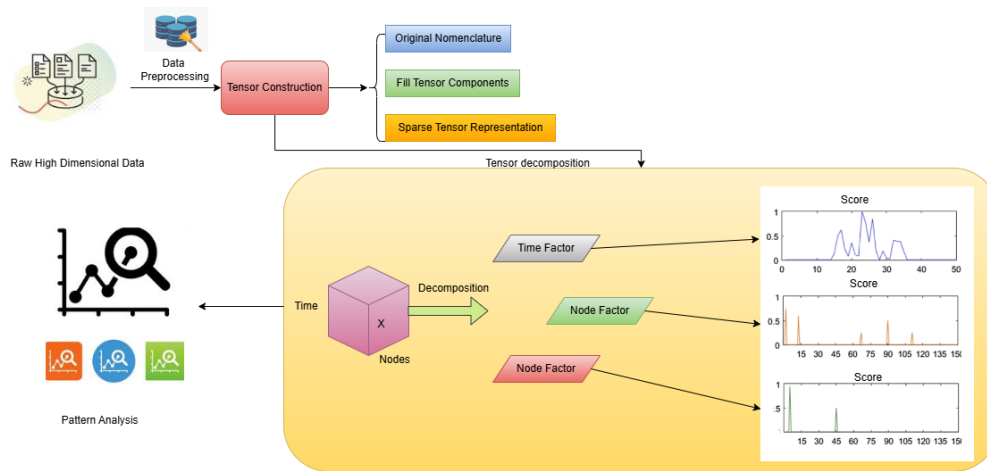 Data
Preprocessing
Raw High Dimensional Data
Tensor Construction
Original Nomenclature
Fill Tensor Components
Sparse Tensor Representation
Tensor decomposition
Time
X
Nodes
Decomposition
Time Factor
Node Factor
Node Factor
Score
1
0.5
0
0 10 20 30 40 50
Score
1
0.5
0
15 30 45 60 75 90 105 120 135 150
Score
1
.5
15 30 45 60 75 90 105 120 135 150
Pattern Analysis